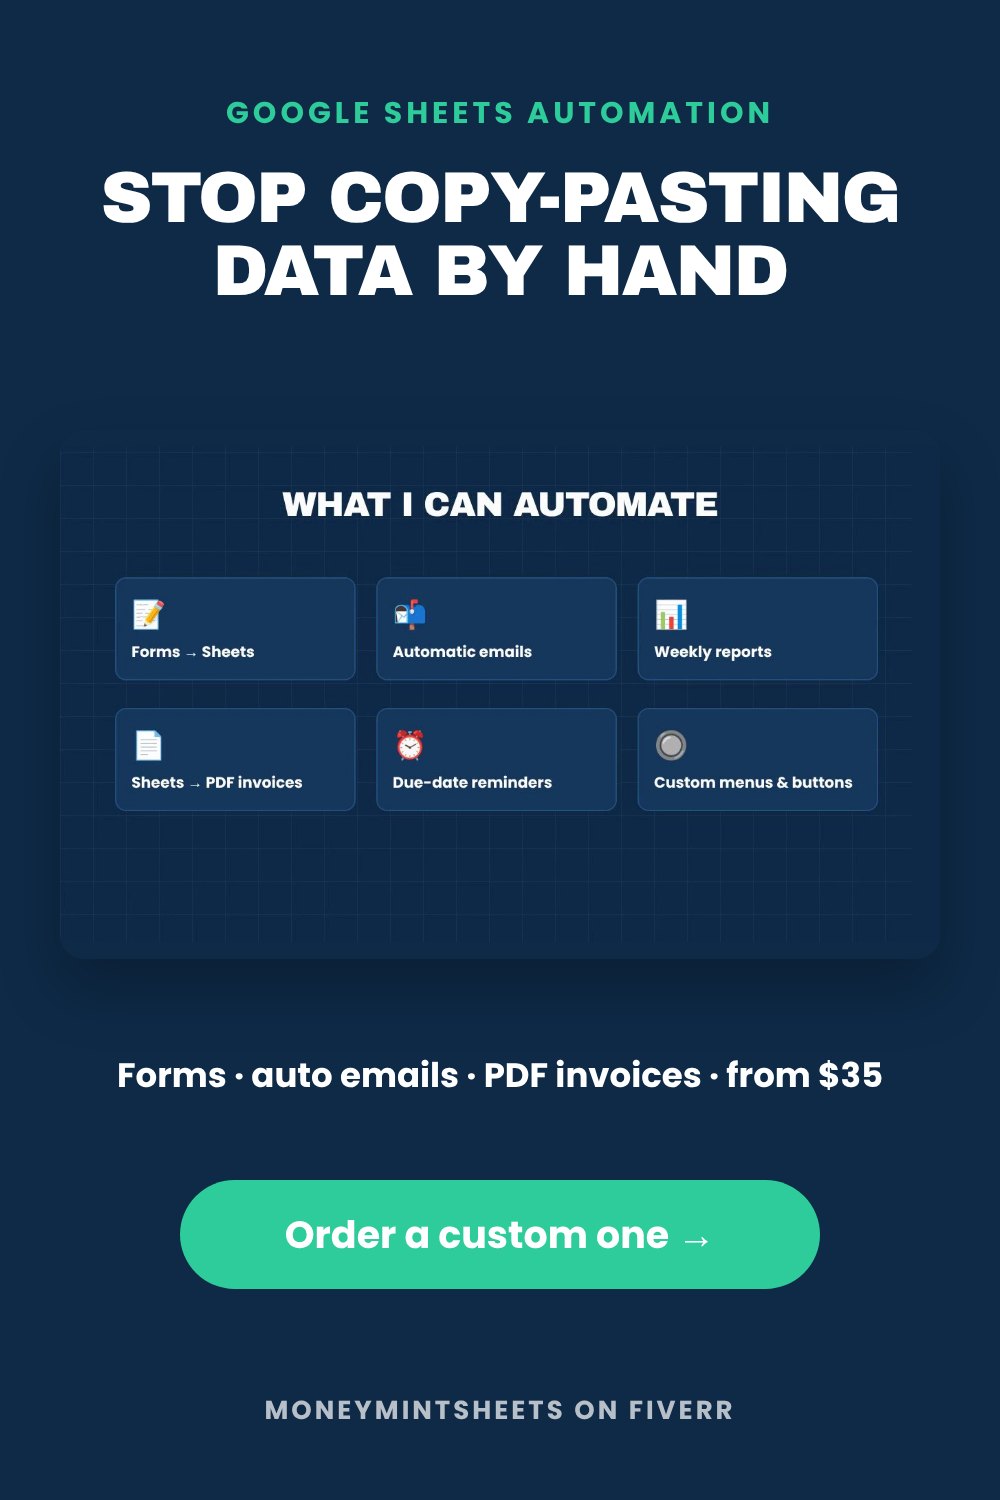 GOOGLE SHEETS AUTOMATION
STOP COPY-PASTING
DATA BY HAND
WHAT I CAN AUTOMATE
Forms → Sheets
Automatic emails
Weekly reports
Sheets → PDF invoices
Due-date reminders
Custom menus & buttons
Forms · auto emails · PDF invoices · from $35
Order a custom one →
MONEYMINTSHEETS ON FIVERR